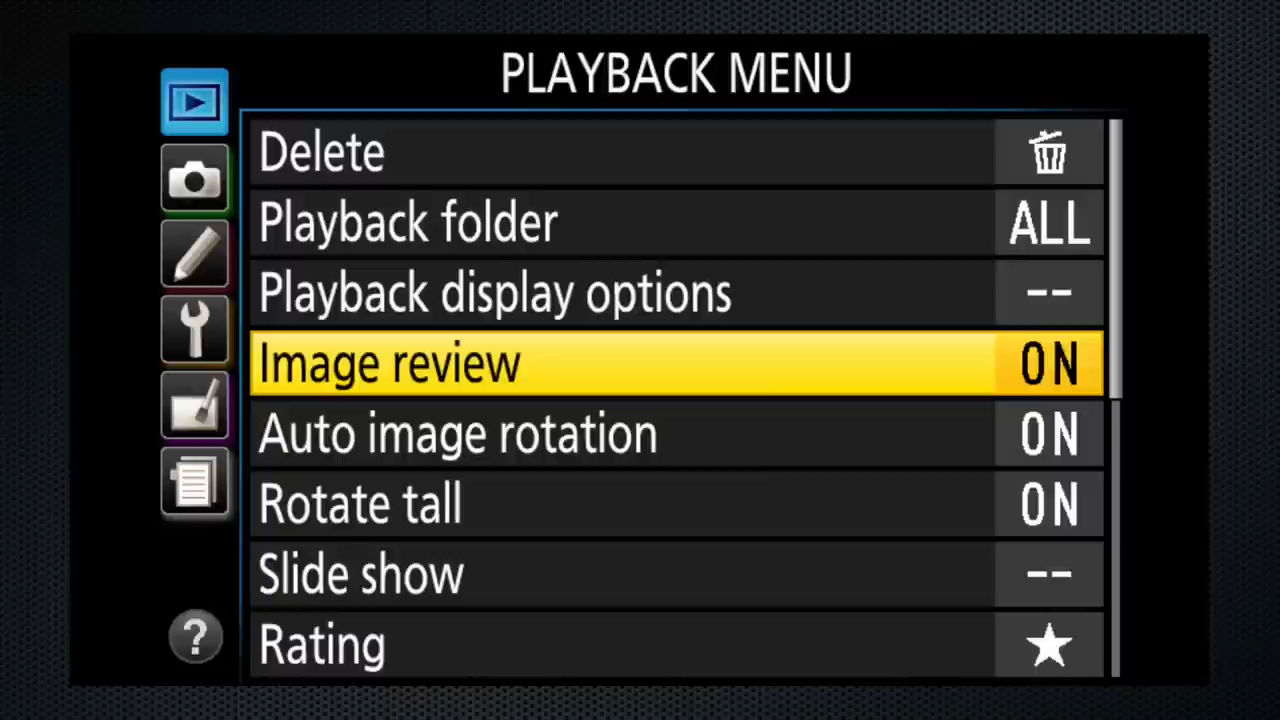 PLAYBACK MENU
Delete
Playback folder ALL
Playback display options --
Image review ON
Auto image rotation ON
Rotate tall ON
Slide show --
Rating
?